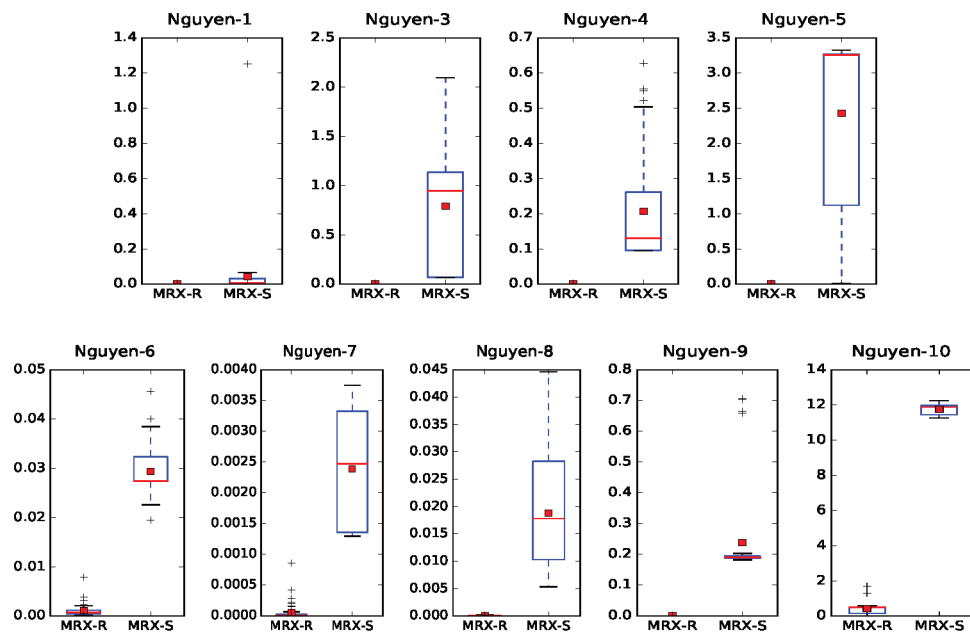 Nguyen-1 Nguyen-3 Nguyen-4 Nguyen-5
1.4 2.5 0.7 3.5
1.2 2.0 0.6 3.0
1.0 1.5 0.5 2.5
0.8 1.0 0.4 2.0
0.6 0.5 0.3 1.5
0.4 0.0 0.2 1.0
0.2 0.1 0.5
0.0 0.0 0.0
MRX-R MRX-S MRX-R MRX-S MRX-R MRX-S MRX-R MRX-S
Nguyen-6 Nguyen-7 Nguyen-8 Nguyen-9 Nguyen-10
0.05 0.0040 0.045 0.8 14
0.04 0.0035 0.040 0.7 12
0.03 0.0030 0.035 0.6 10
0.02 0.0025 0.030 0.5 8
0.01 0.0020 0.025 0.4 6
0.00 0.0015 0.020 0.3 4
0.0010 0.015 0.2 2
0.0005 0.010 0.1 0
0.0000 0.005 0.0
0.000
MRX-R MRX-S MRX-R MRX-S MRX-R MRX-S MRX-R MRX-S MRX-R MRX-S